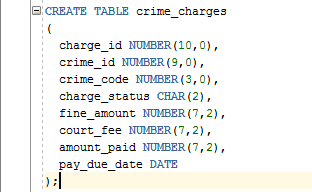 CREATE TABLE crime_charges
(
charge_id NUMBER(10,0),
crime_id NUMBER(9,0),
crime_code NUMBER(3,0),
charge_status CHAR(2),
fine_amount NUMBER(7,2),
court_fee NUMBER(7,2),
amount_paid NUMBER(7,2),
pay_due_date DATE
);